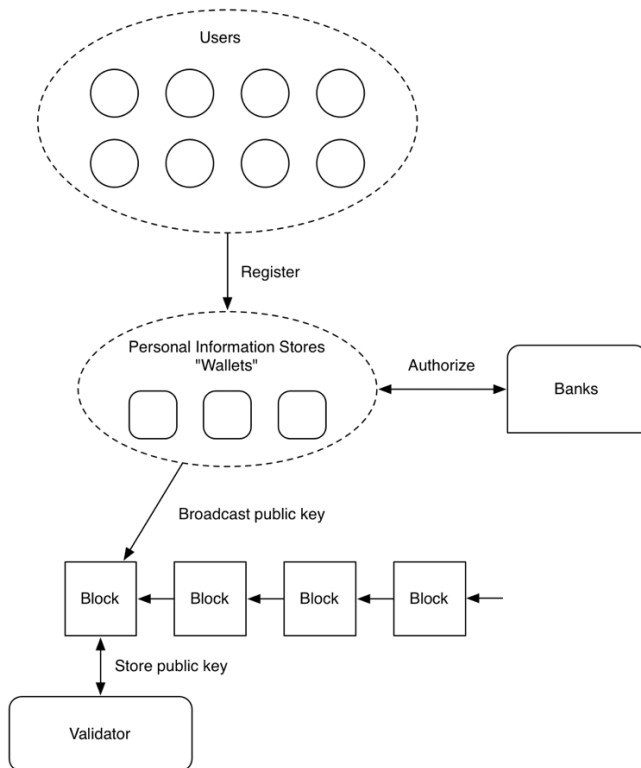 Users
Register
Personal Information Stores
"Wallets"
Authorize
Banks
Broadcast public key
Block
Block
Block
Block
Store public key
Validator